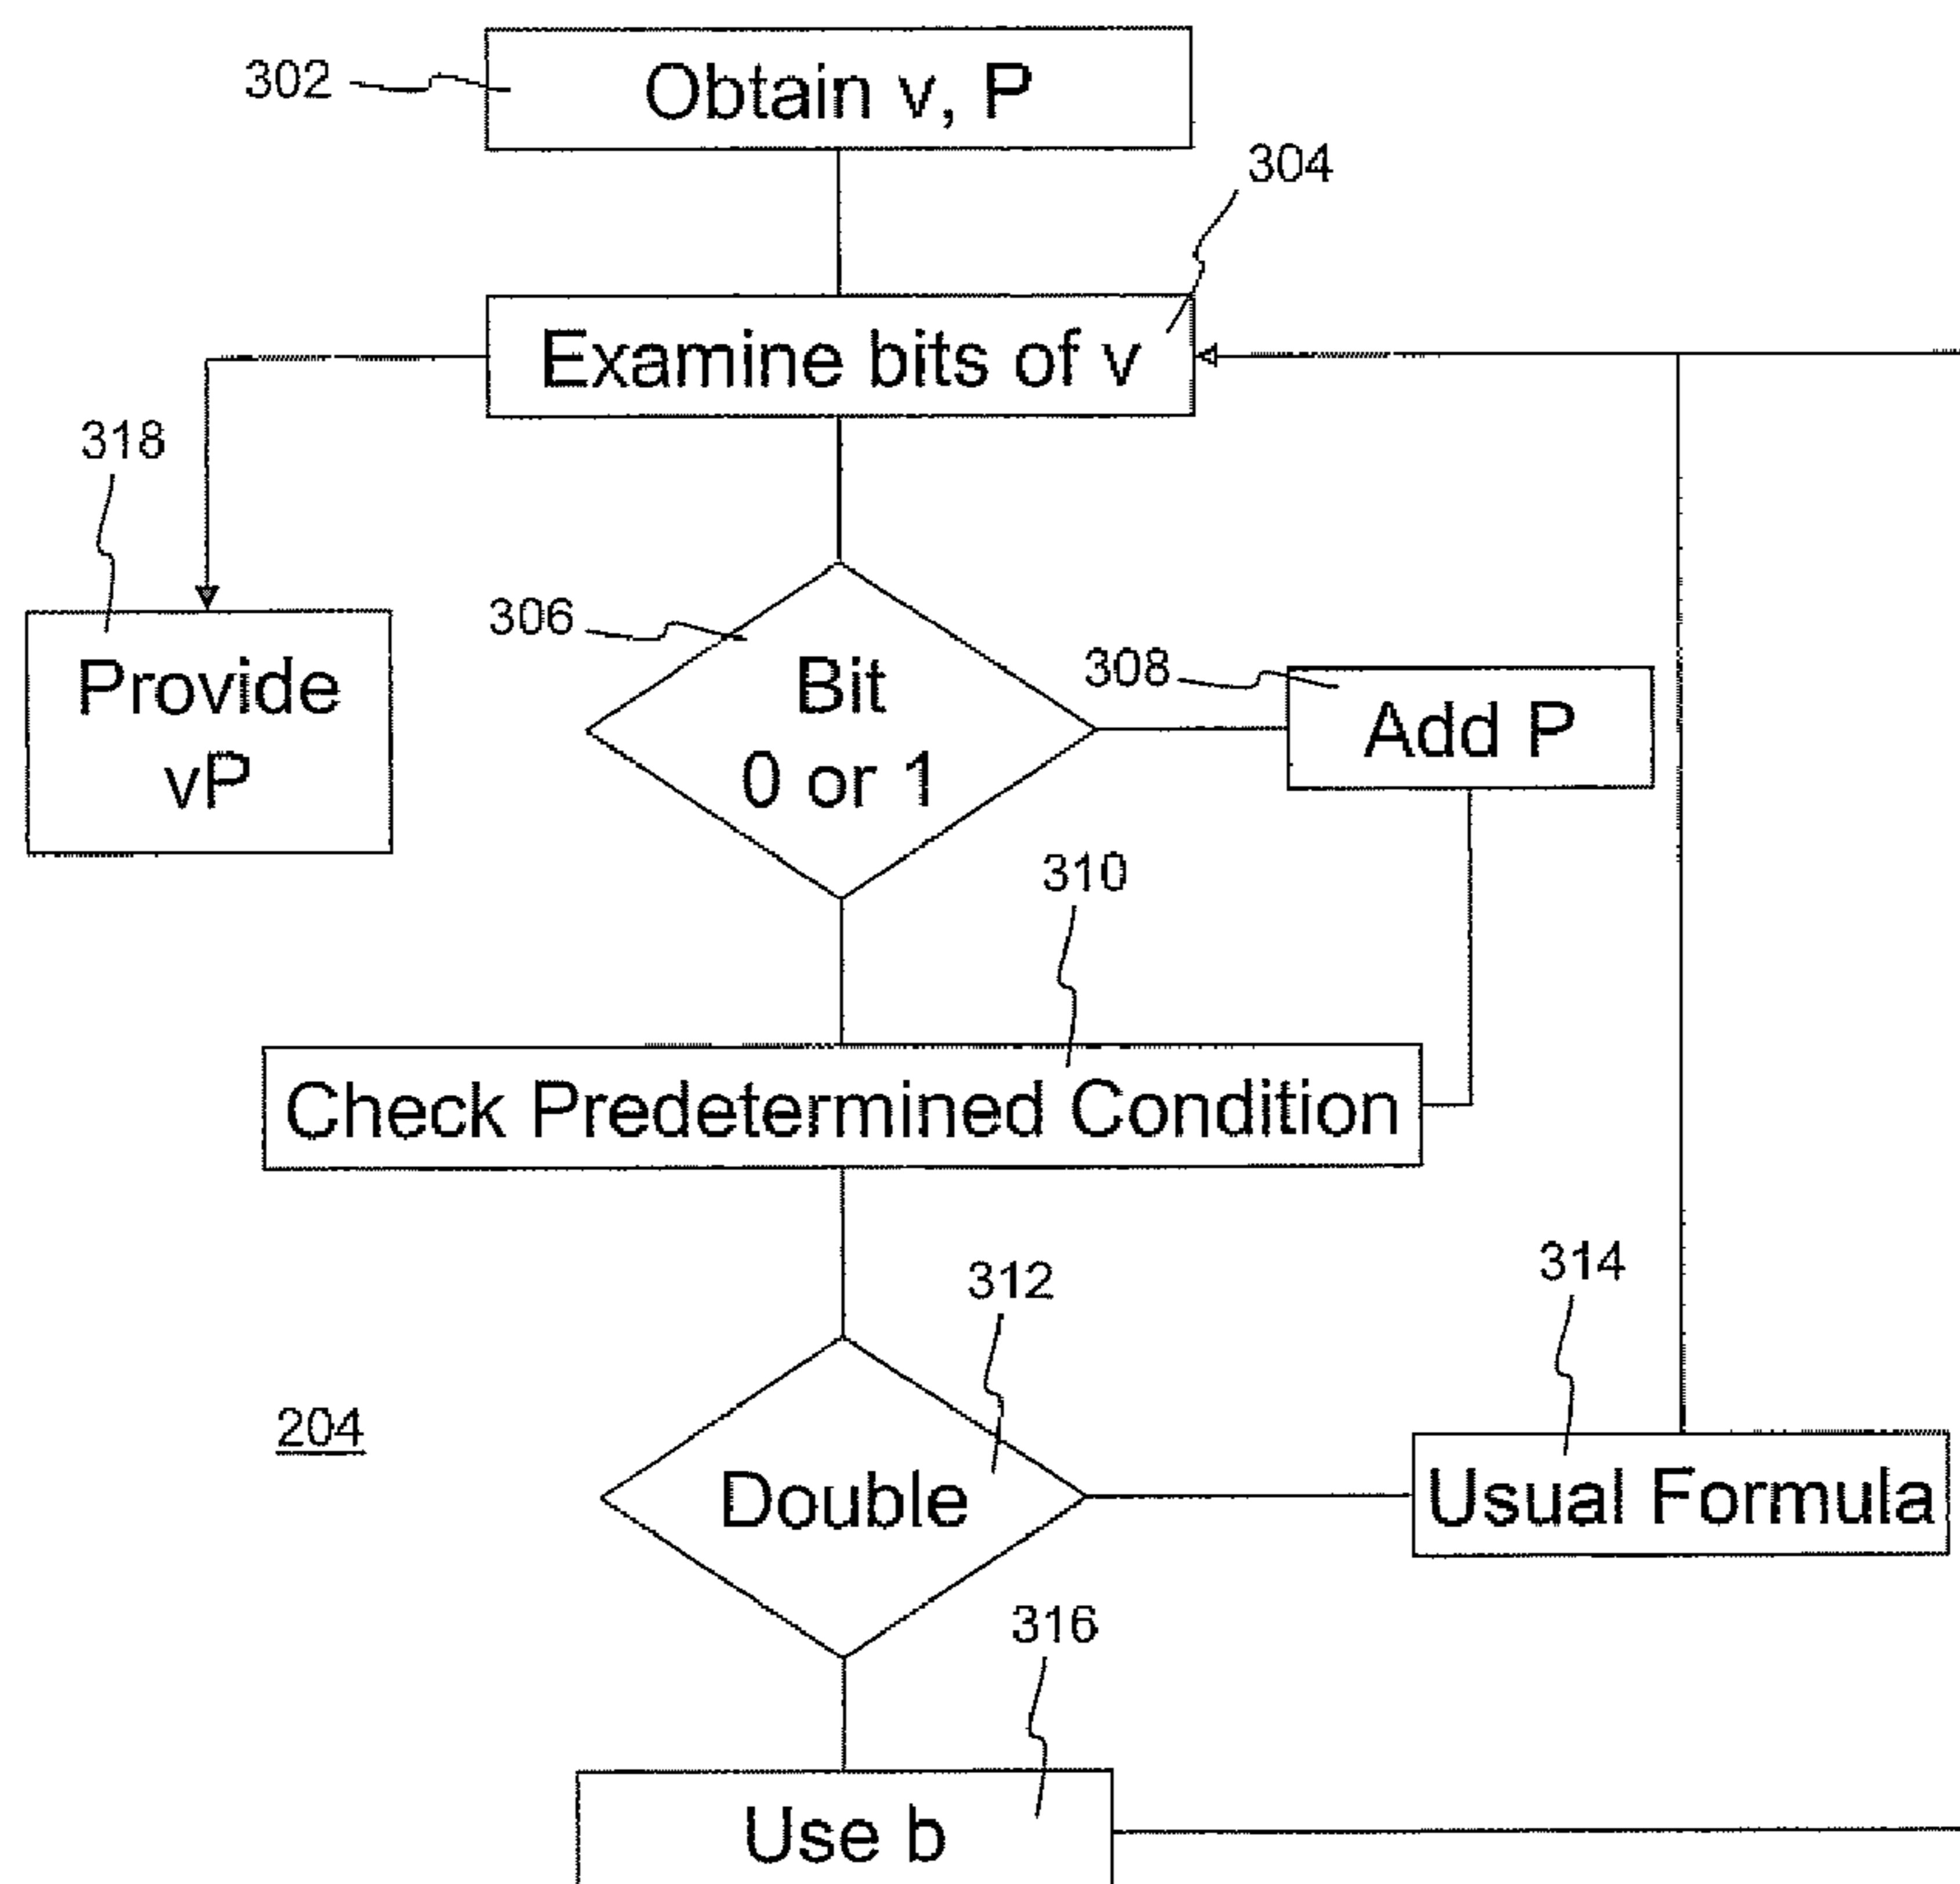 302
Obtain v, P
304
Examine bits of v
318
306
Provide
vP
Bit
0 or 1
308
Add P
310
Check Predetermined Condition
312
314
204
Double
Usual Formula
316
Use b